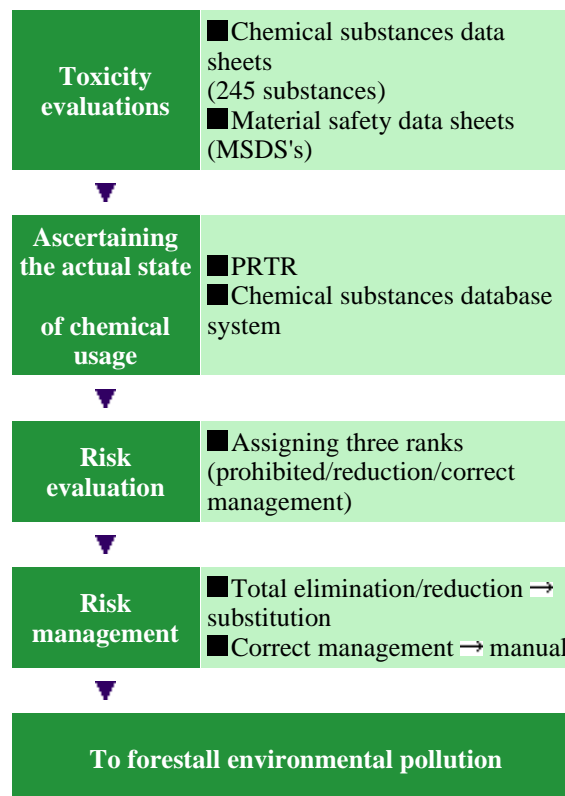 Toxicity
evaluations
■Chemical substances data
sheets
(245 substances)
■Material safety data sheets
(MSDS's)
Ascertaining
the actual state
of chemical
usage
■PRTR
■Chemical substances database
system
Risk
evaluation
■Assigning three ranks
(prohibited/reduction/correct
management)
Risk
management
■Total elimination/reduction →
substitution
■Correct management → manual
To forestall environmental pollution